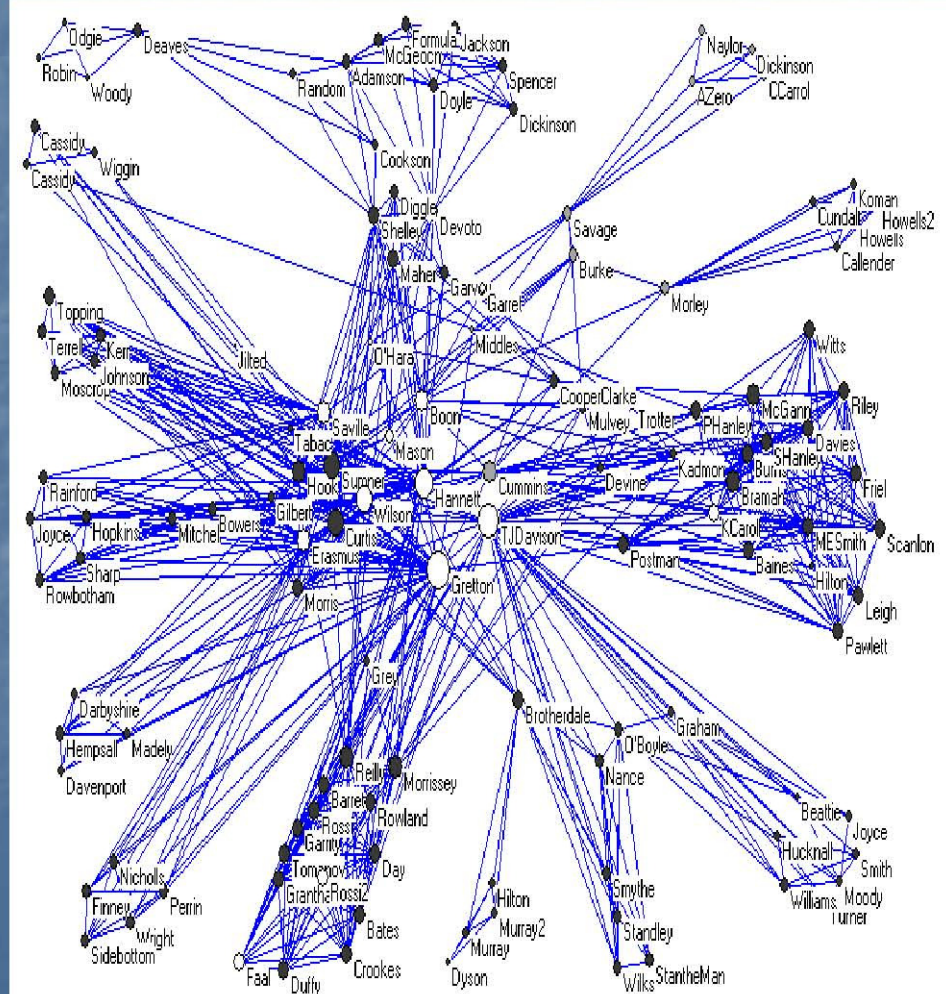 Odgie
Deaves
Robin
Woody
Formula
Jackson
McGeoch
Adamson
Random
Spencer
Doyle
Dickinson
Naylor
Dickinson
AZero
CCarrol
Cassidy
Cassidy
Wiggin
Cookson
Diggle
Shelley
Devoto
Maher
Garvey
Garret
Savage
Burke
Morley
Koman
Cundall
Howells2
Howells
Callender
Topping
Terrell
Kerr
Johnson
Moscrop
Jilted
O'Hara
Middles
Witts
CooperClarke
Mulvey
Trotter
PHanley
McGann
Riley
Saville
Boon
Tabac
Mason
SHanley
Davies
Burns
Kadmon
Bramah
Friel
Rainford
Hook
Sumner
Hannett
Cummins
Devine
Gilbert
Wilson
Joyce
Hopkins
Mitchel
Bowers
Curtis
TJDavison
KCaroll
MESmith
Scanlon
Sharp
Erasmus
Postman
Baines
Rowbotham
Morris
Gretton
Hilton
Leigh
Pawlett
Grey
Darbyshire
Hempsall
Madely
Davenport
Brotherdale
Graham
O'Boyle
Nance
Reilly
Morrissey
Barret
Rossi
Rowland
Garrity
Day
Beattie
Joyce
Hucknall
Smith
Moody
Williams
Turner
Nicholls
Finney
Perrin
Wright
Sidebottom
Rossi2
Bates
Faal
Duffy
Crookes
Hilton
Murray2
Murray
Dyson
Smythe
Standley
Wilks
StantheMan